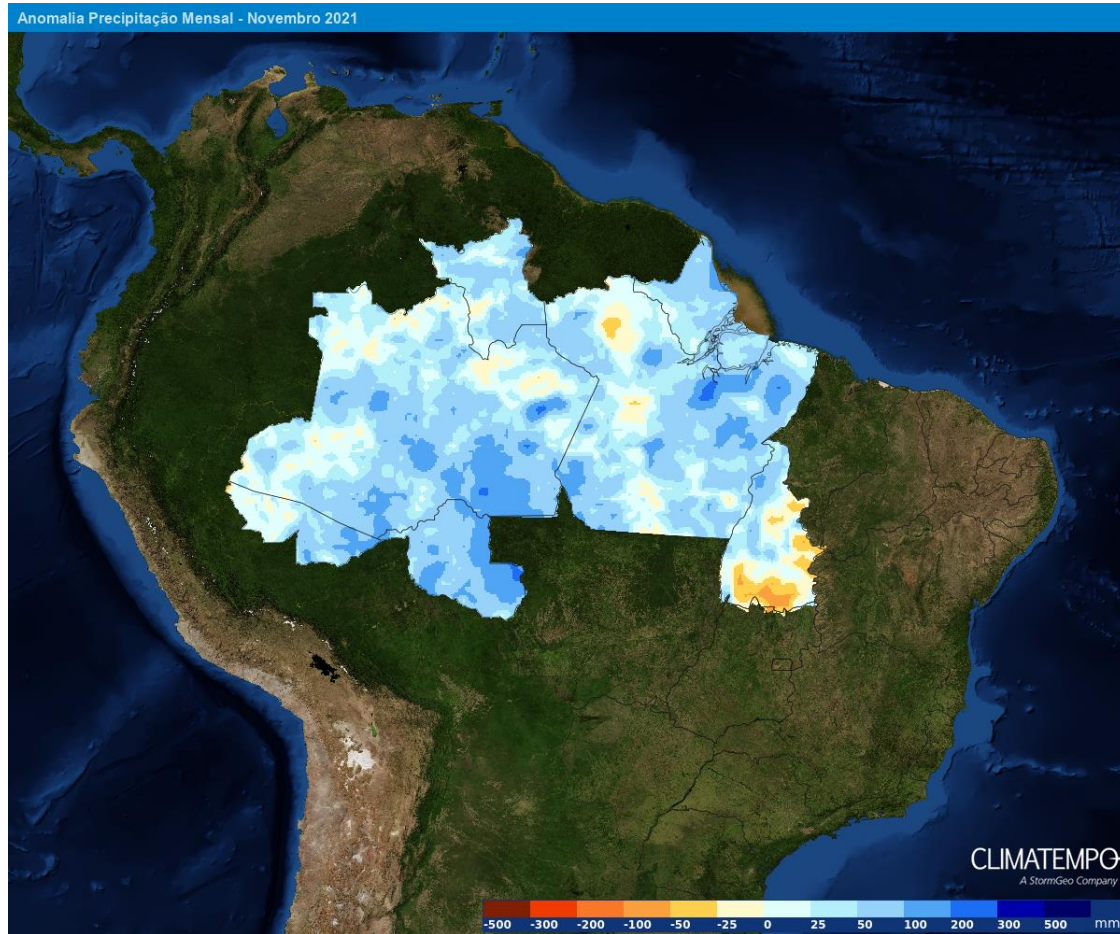 Anomalia Precipitação Mensal - Novembro 2021
CLIMATEMPO
A StormGeo Company
-500 -300 -200 -100 -50 -25 0 25 50 100 200 300 500 mm